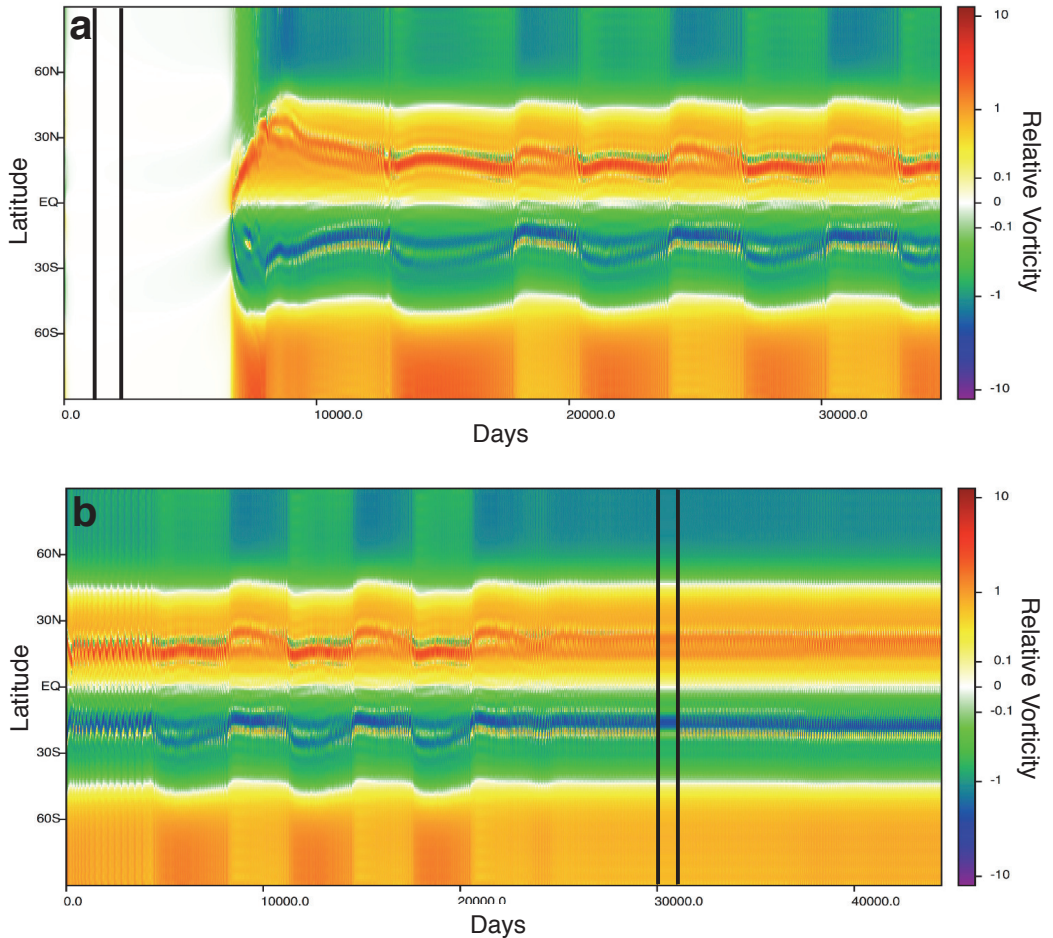 a
60N
30N
EQ
30S
60S
Latitude
0.0 10000.0 20000.0 30000.0
Days
10
1
0.1
0
-0.1
-1
-10
Relative Vorticity
b
60N
30N
EQ
30S
60S
Latitude
0.0 10000.0 20000.0 30000.0 40000.0
Days
10
1
0.1
0
-0.1
-1
-10
Relative Vorticity